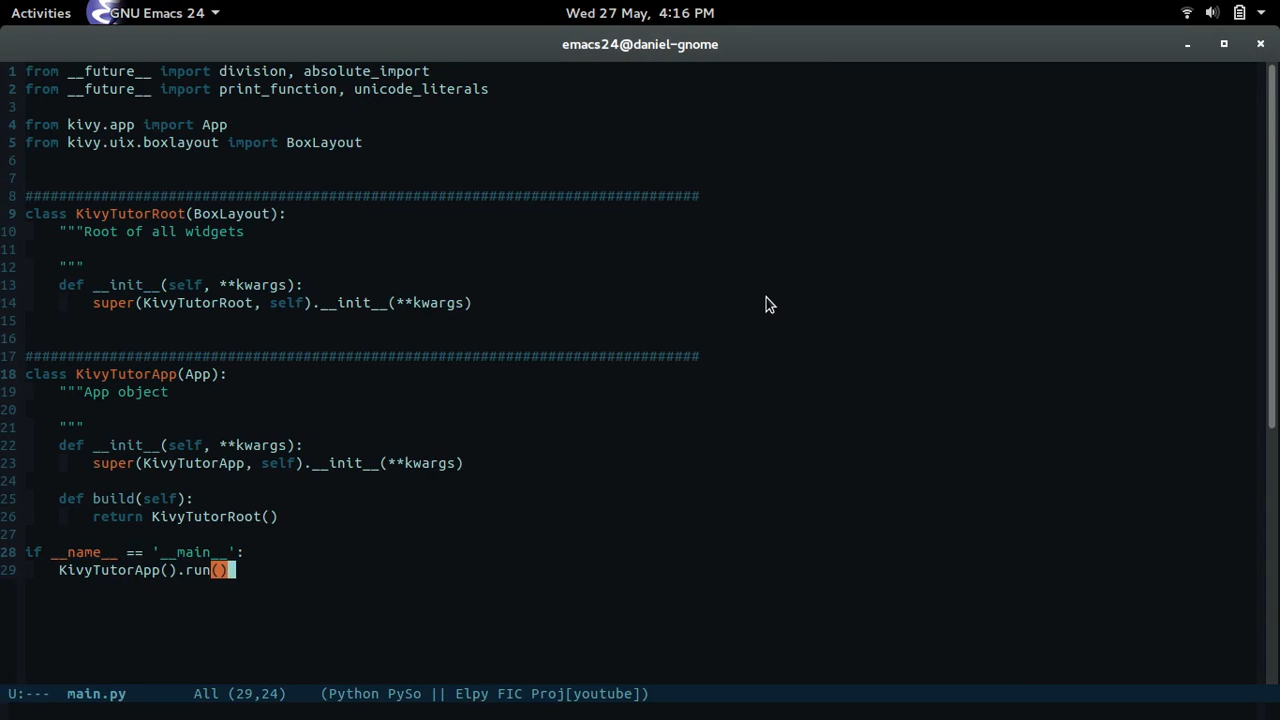 Activities GNU Emacs 24 Wed 27 May, 4:16 PM
emacs24@daniel-gnome
1 from __future__ import division, absolute_import
2 from __future__ import print_function, unicode_literals
3
4 from kivy.app import App
5 from kivy.uix.boxlayout import BoxLayout
6
7
8 ################################################################################
9 class KivyTutorRoot(BoxLayout):
10     """Root of all widgets
11
12     """
13     def __init__(self, **kwargs):
14         super(KivyTutorRoot, self).__init__(**kwargs)
15
16
17 ################################################################################
18 class KivyTutorApp(App):
19     """App object
20
21     """
22     def __init__(self, **kwargs):
23         super(KivyTutorApp, self).__init__(**kwargs)
24
25     def build(self):
26         return KivyTutorRoot()
27
28 if __name__ == '__main__':
29     KivyTutorApp().run()
U:--- main.py All (29,24) (Python PySo || Elpy FIC Proj[youtube])